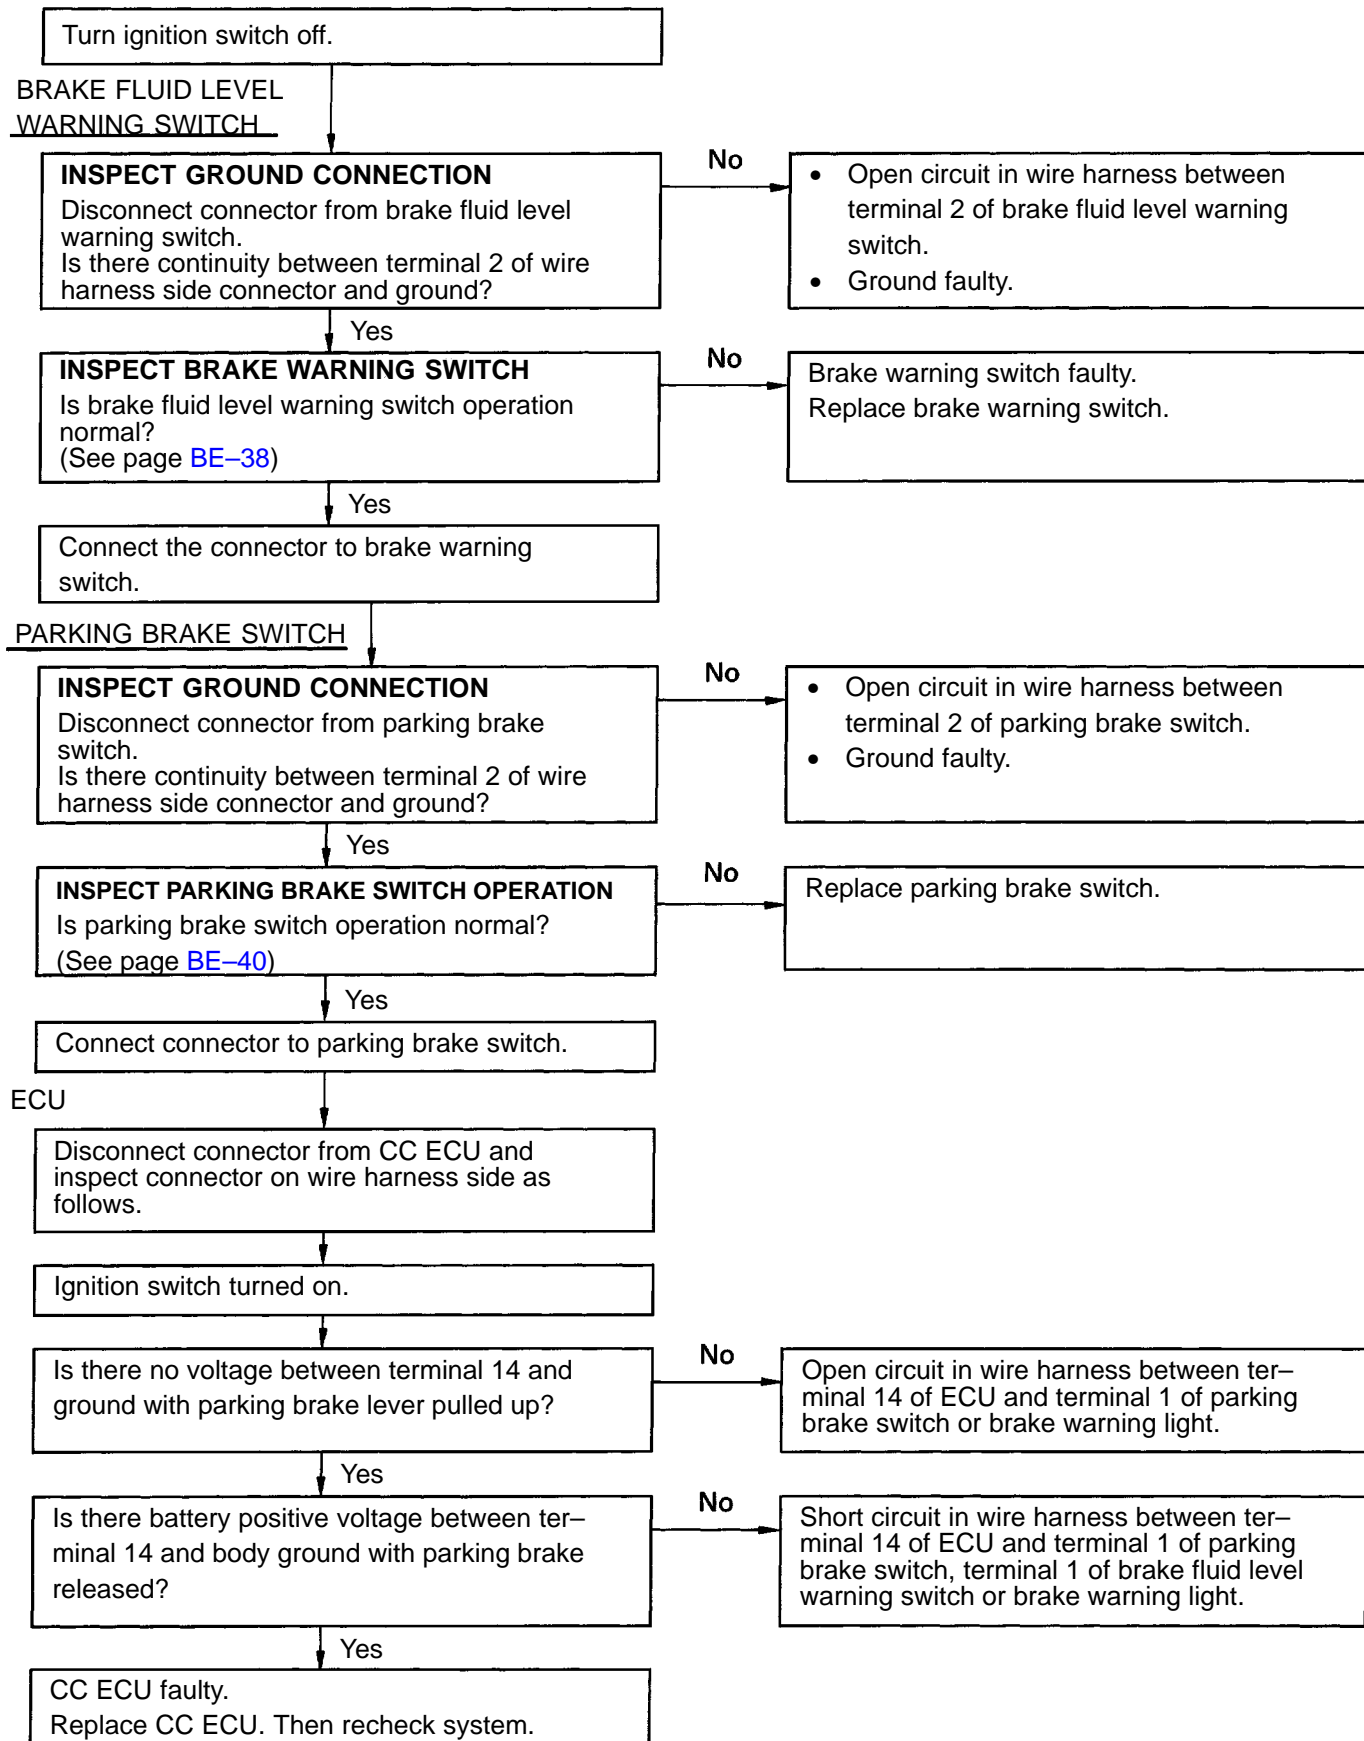 Turn ignition switch off.
BRAKE FLUID LEVEL
WARNING SWITCH
INSPECT GROUND CONNECTION
Disconnect connector from brake fluid level
warning switch.
Is there continuity between terminal 2 of wire
harness side connector and ground?
No
• Open circuit in wire harness between
terminal 2 of brake fluid level warning
switch.
• Ground faulty.
Yes
INSPECT BRAKE WARNING SWITCH
Is brake fluid level warning switch operation
normal?
(See page BE–38)
No
Brake warning switch faulty.
Replace brake warning switch.
Yes
Connect the connector to brake warning
switch.
PARKING BRAKE SWITCH
INSPECT GROUND CONNECTION
Disconnect connector from parking brake
switch.
Is there continuity between terminal 2 of wire
harness side connector and ground?
No
• Open circuit in wire harness between
terminal 2 of parking brake switch.
• Ground faulty.
Yes
INSPECT PARKING BRAKE SWITCH OPERATION
Is parking brake switch operation normal?
(See page BE–40)
No
Replace parking brake switch.
Yes
Connect connector to parking brake switch.
ECU
Disconnect connector from CC ECU and
inspect connector on wire harness side as
follows.
Ignition switch turned on.
Is there no voltage between terminal 14 and
ground with parking brake lever pulled up?
No
Open circuit in wire harness between ter–
minal 14 of ECU and terminal 1 of parking
brake switch or brake warning light.
Yes
Is there battery positive voltage between ter–
minal 14 and body ground with parking brake
released?
No
Short circuit in wire harness between ter–
minal 14 of ECU and terminal 1 of parking
brake switch, terminal 1 of brake fluid level
warning switch or brake warning light.
Yes
CC ECU faulty.
Replace CC ECU. Then recheck system.